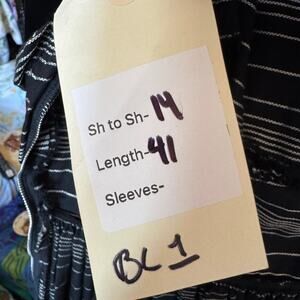 Sh to Sh- 14
Length- 41
Sleeves-
BC 1